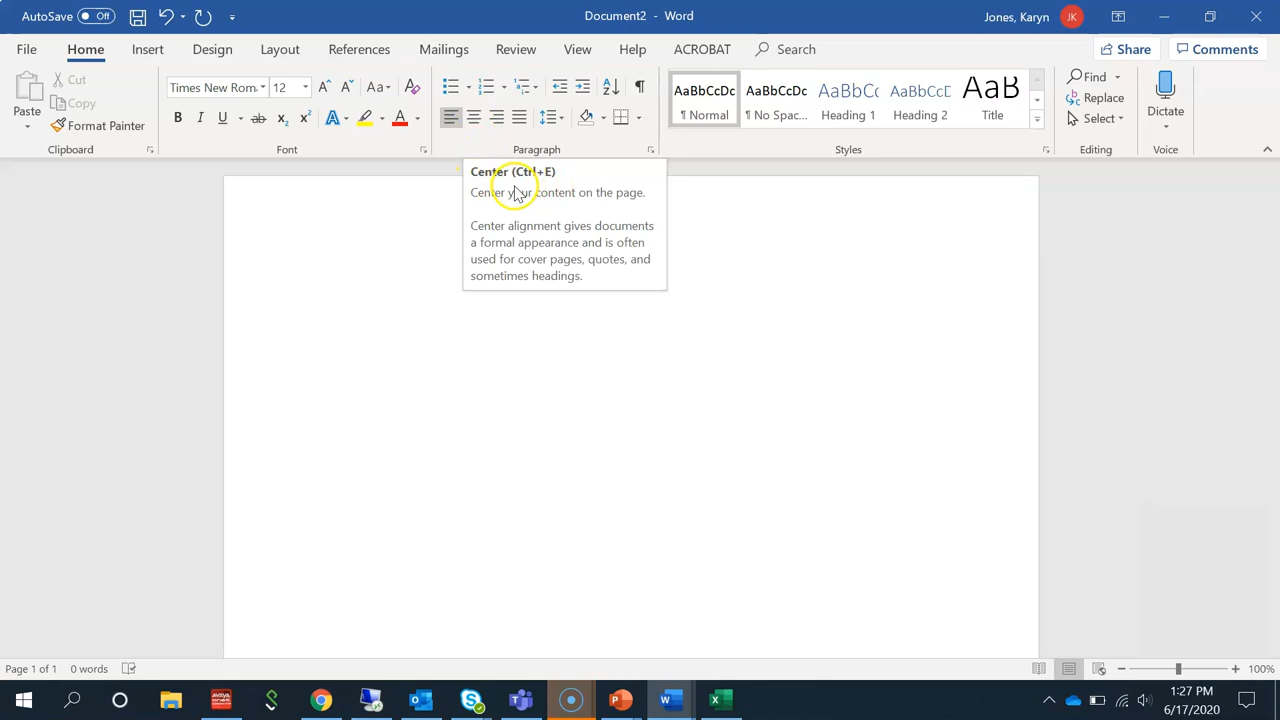 AutoSave Off
Document2 - Word
Jones, Karyn JK
File Home Insert Design Layout References Mailings Review View Help ACROBAT Search Share Comments
Paste
Cut
Copy
Format Painter
Clipboard
Times New Rom 12 Aa
B I U ab x2 x2 A A
Font
Paragraph
AaBbCcDc AaBbCcDc AaBbCc AaBbCcD AaB
¶ Normal ¶ No Spac... Heading 1 Heading 2 Title
Styles
Find
Replace
Select
Editing
Dictate
Voice
Center (Ctrl+E)
Center your content on the page.
Center alignment gives documents
a formal appearance and is often
used for cover pages, quotes, and
sometimes headings.
Page 1 of 1 0 words 100%
1:27 PM
6/17/2020